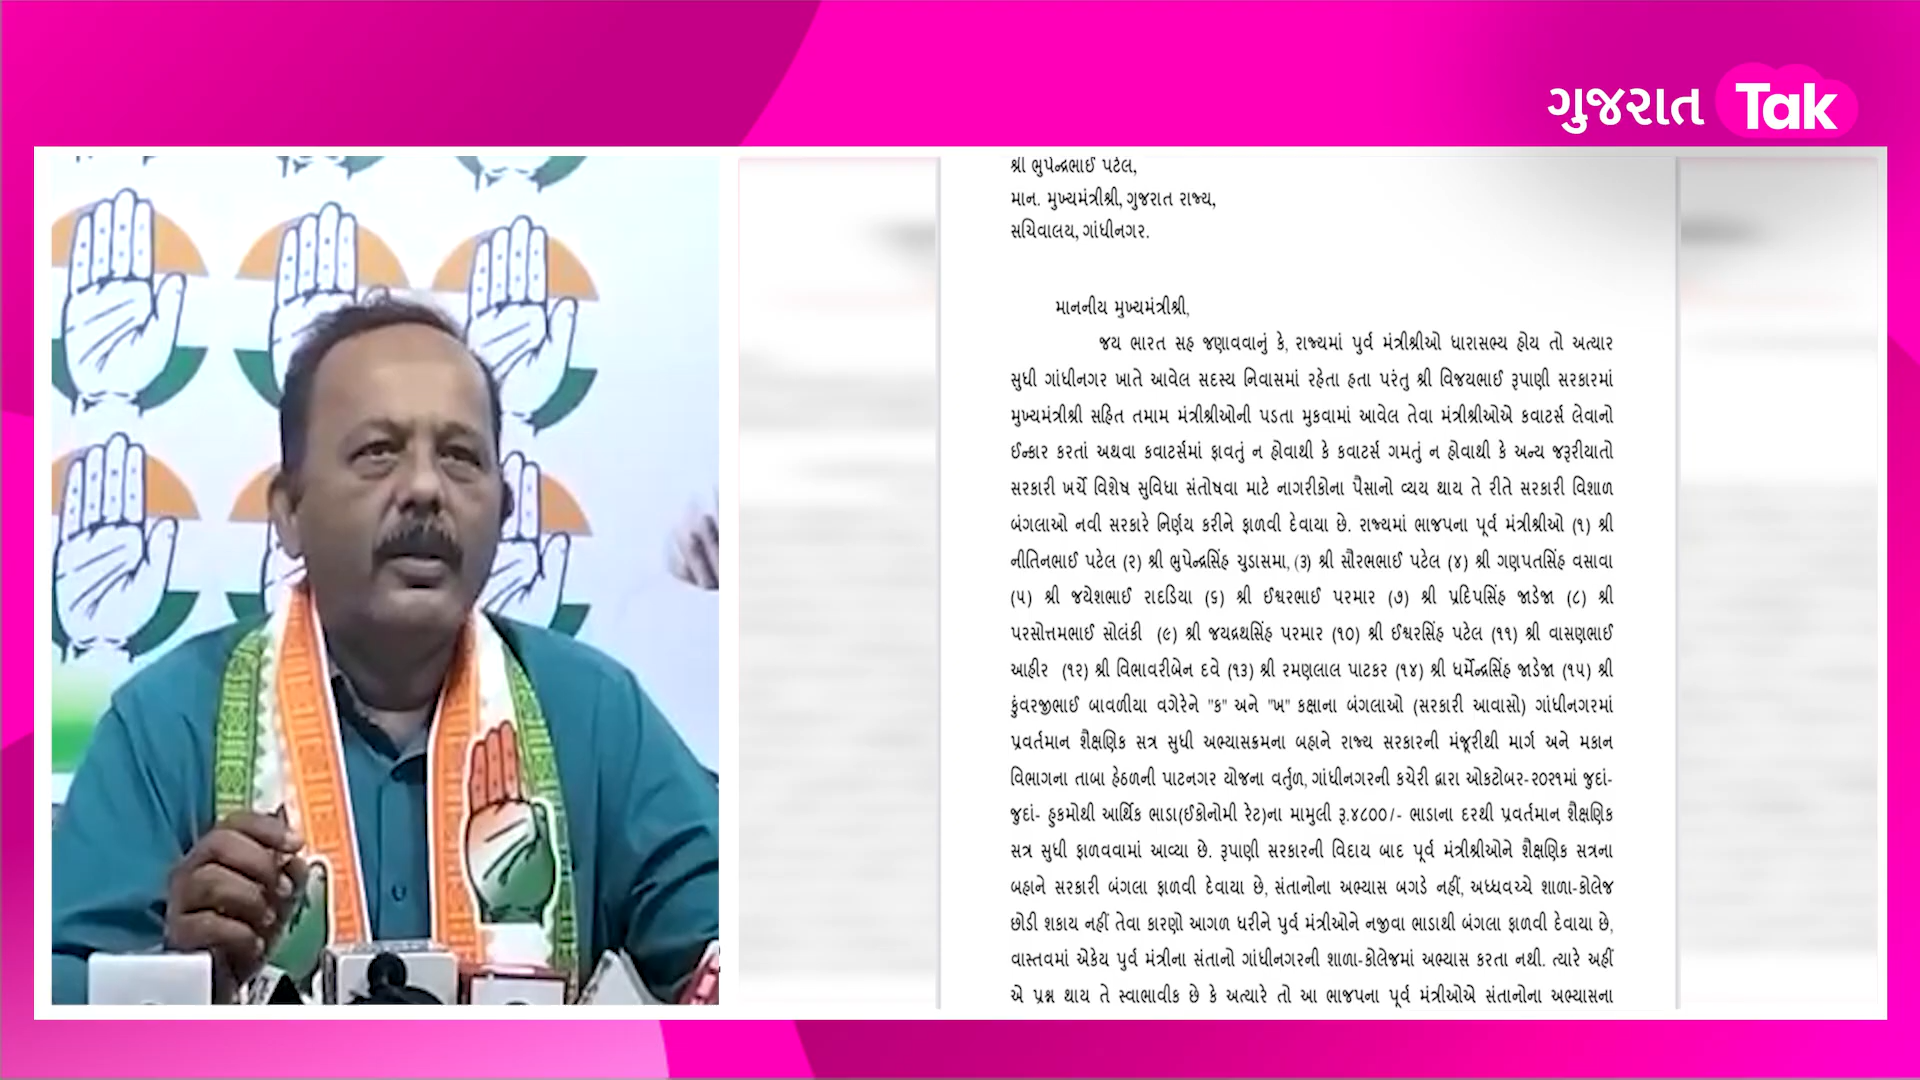 ગુજરાત Tak
શ્રી ભુપેન્દ્રભાઈ પટેલ,
માન. મુખ્યમંત્રીશ્રી, ગુજરાત રાજ્ય,
સચિવાલય, ગાંધીનગર.
માનનીય મુખ્યમંત્રીશ્રી,
જય ભારત સહ જણાવવાનું કે, રાજ્યમાં પુર્વ મંત્રીશ્રીઓ ધારાસભ્ય હોય તો અત્યાર
સુધી ગાંધીનગર ખાતે આવેલ સદસ્ય નિવાસમાં રહેતા હતા પરંતુ શ્રી વિજયભાઈ રૂપાણી સરકારમાં
મુખ્યમંત્રીશ્રી સહિત તમામ મંત્રીશ્રીઓની પડતા મુકવામાં આવેલ તેવા મંત્રીશ્રીઓએ કવાટર્સ લેવાનો
ઈન્કાર કરતાં અથવા કવાટર્સમાં ફાવતું ન હોવાથી કે કવાટર્સ ગમતું ન હોવાથી કે અન્ય જરૂરીયાતો
સરકારી ખર્ચે વિશેષ સુવિધા સંતોષવા માટે નાગરીકોના પૈસાનો વ્યય થાય તે રીતે સરકારી વિશાળ
બંગલાઓ નવી સરકારે નિર્ણય કરીને ફાળવી દેવાયા છે. રાજ્યમાં ભાજપના પૂર્વ મંત્રીશ્રીઓ (૧) શ્રી
નીતિનભાઈ પટેલ (૨) શ્રી ભુપેન્દ્રસિંહ ચુડાસમા, (૩) શ્રી સૌરભભાઈ પટેલ (૪) શ્રી ગણપતસિંહ વસાવા
(૫) શ્રી જયેશભાઈ રાદડિયા (૬) શ્રી ઈશ્વરભાઈ પરમાર (૭) શ્રી પ્રદિપસિંહ જાડેજા (૮) શ્રી
પરસોત્તમભાઈ સોલંકી (૯) શ્રી જયદ્રથસિંહ પરમાર (૧૦) શ્રી ઈશ્વરસિંહ પટેલ (૧૧) શ્રી વાસણભાઈ
આહીર (૧૨) શ્રી વિભાવરીબેન દવે (૧૩) શ્રી રમણલાલ પાટકર (૧૪) શ્રી ધર્મેન્દ્રસિંહ જાડેજા (૧૫) શ્રી
કુંવરજીભાઈ બાવળીયા વગેરેને "ક" અને "ખ" કક્ષાના બંગલાઓ (સરકારી આવાસો) ગાંધીનગરમાં
પ્રવર્તમાન શૈક્ષણિક સત્ર સુધી અભ્યાસક્રમના બહાને રાજ્ય સરકારની મંજૂરીથી માર્ગ અને મકાન
વિભાગના તાબા હેઠળની પાટનગર યોજના વર્તુળ, ગાંધીનગરની કચેરી દ્વારા ઓકટોબર-૨૦૨૧માં જુદાં-
જુદાં- હુકમોથી આર્થિક ભાડા(ઈકોનોમી રેટ)ના મામુલી રૂ.૪૮૦૦/- ભાડાના દરથી પ્રવર્તમાન શૈક્ષણિક
સત્ર સુધી ફાળવવામાં આવ્યા છે. રૂપાણી સરકારની વિદાય બાદ પૂર્વ મંત્રીશ્રીઓને શૈક્ષણિક સત્રના
બહાને સરકારી બંગલા ફાળવી દેવાયા છે, સંતાનોના અભ્યાસ બગડે નહીં, અધ્ધવચ્ચે શાળા-કોલેજ
છોડી શકાય નહીં તેવા કારણો આગળ ધરીને પુર્વ મંત્રીઓને નજીવા ભાડાથી બંગલા ફાળવી દેવાયા છે,
વાસ્તવમાં એકેય પુર્વ મંત્રીના સંતાનો ગાંધીનગરની શાળા-કોલેજમાં અભ્યાસ કરતા નથી. ત્યારે અહીં
એ પ્રશ્ન થાય તે સ્વાભાવીક છે કે અત્યારે તો આ ભાજપના પૂર્વ મંત્રીઓએ સંતાનોના અભ્યાસના